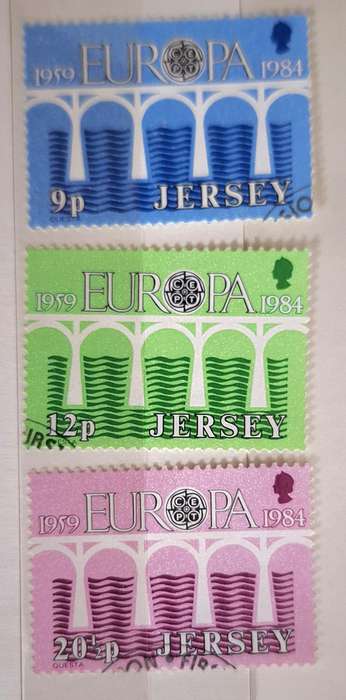 1959 EUROPA CEPT 1984
9p JERSEY
QUESTA
1959 EUROPA CEPT 1984
12p JERSEY
FIRST
1959 EUROPA CEPT 1984
20½p JERSEY
QUESTA